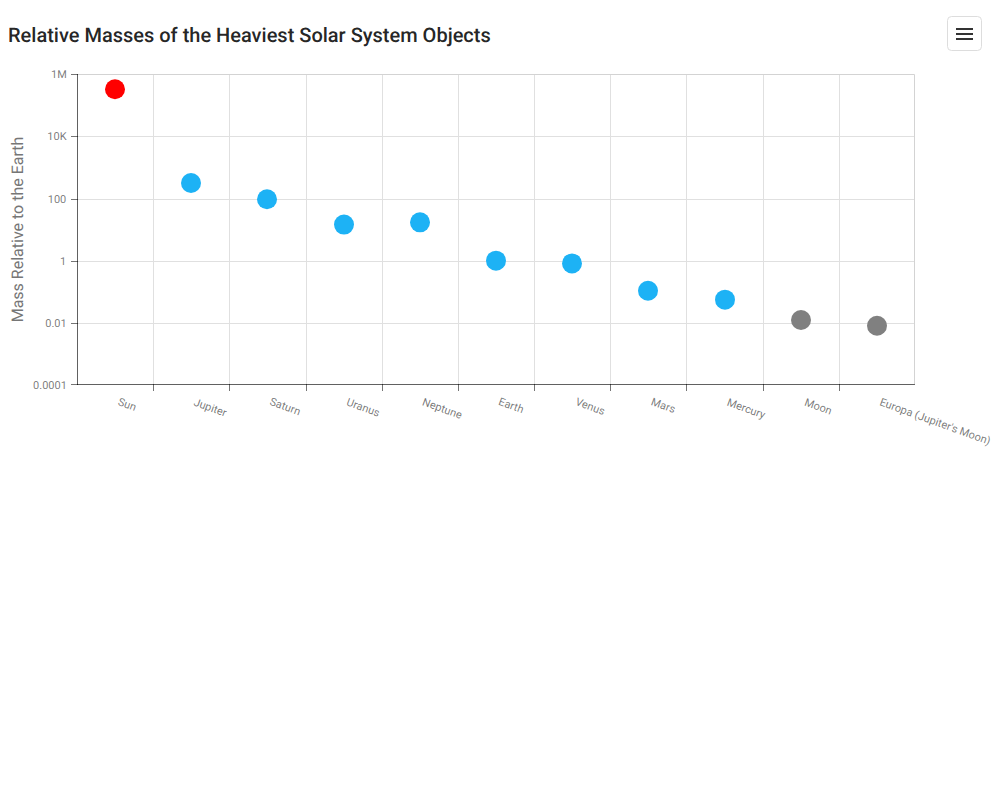 Relative Masses of the Heaviest Solar System Objects
Mass Relative to the Earth
1M
10K
100
1
0.01
0.0001
Sun
Jupiter
Saturn
Uranus
Neptune
Earth
Venus
Mars
Mercury
Moon
Europa (Jupiter's Moon)